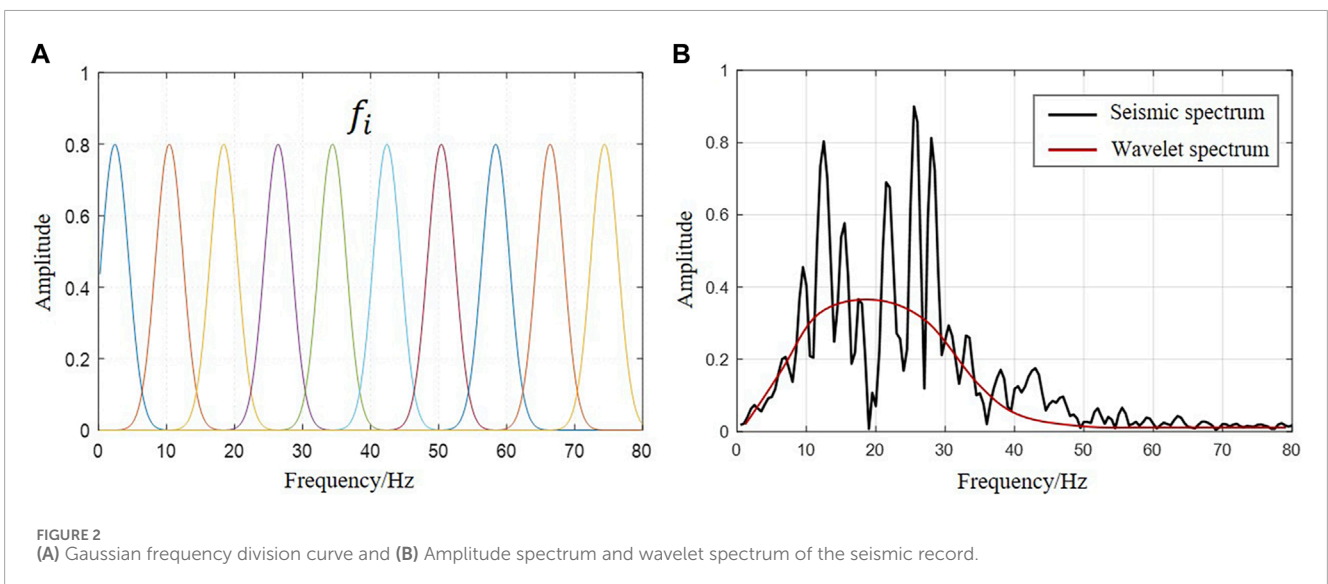 A
1
0.8
0.6
0.4
0.2
0
Amplitude
f_i
0 10 20 30 40 50 60 70 80
Frequency/Hz
B
1
0.8
0.6
0.4
0.2
0
Amplitude
Seismic spectrum
Wavelet spectrum
0 10 20 30 40 50 60 70 80
Frequency/Hz
FIGURE 2
(A) Gaussian frequency division curve and (B) Amplitude spectrum and wavelet spectrum of the seismic record.